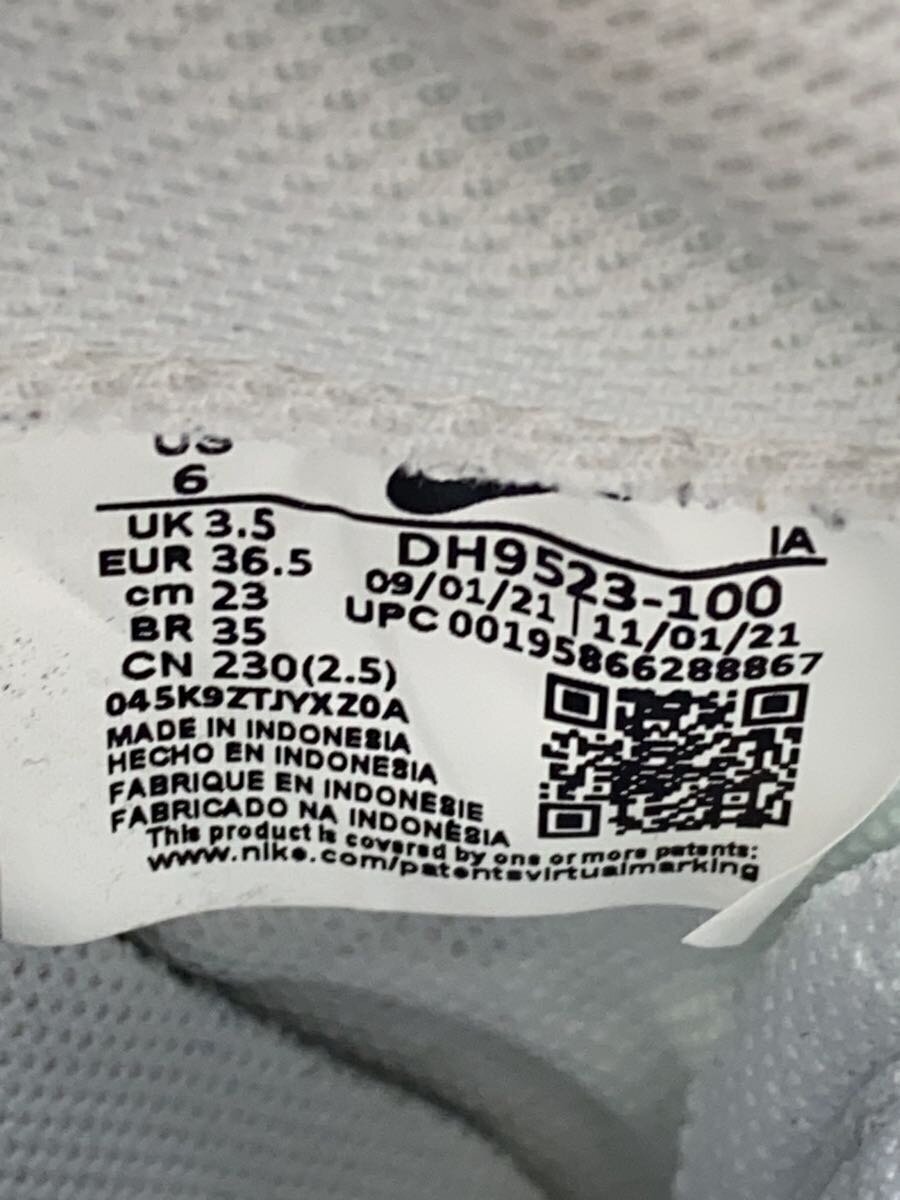 US
6
UK 3.5
EUR 36.5
cm 23
BR 35
CN 230(2.5)
045K9ZTJYXZ0A
MADE IN INDONESIA
HECHO EN INDONESIA
FABRIQUE EN INDONESIE
FABRICADO NA INDONÉSIA
This product is covered by one or more patents:
www.nike.com/patentsvirtualmarking
IA
DH9523-100
09/01/21 | 11/01/21
UPC 00195866288867